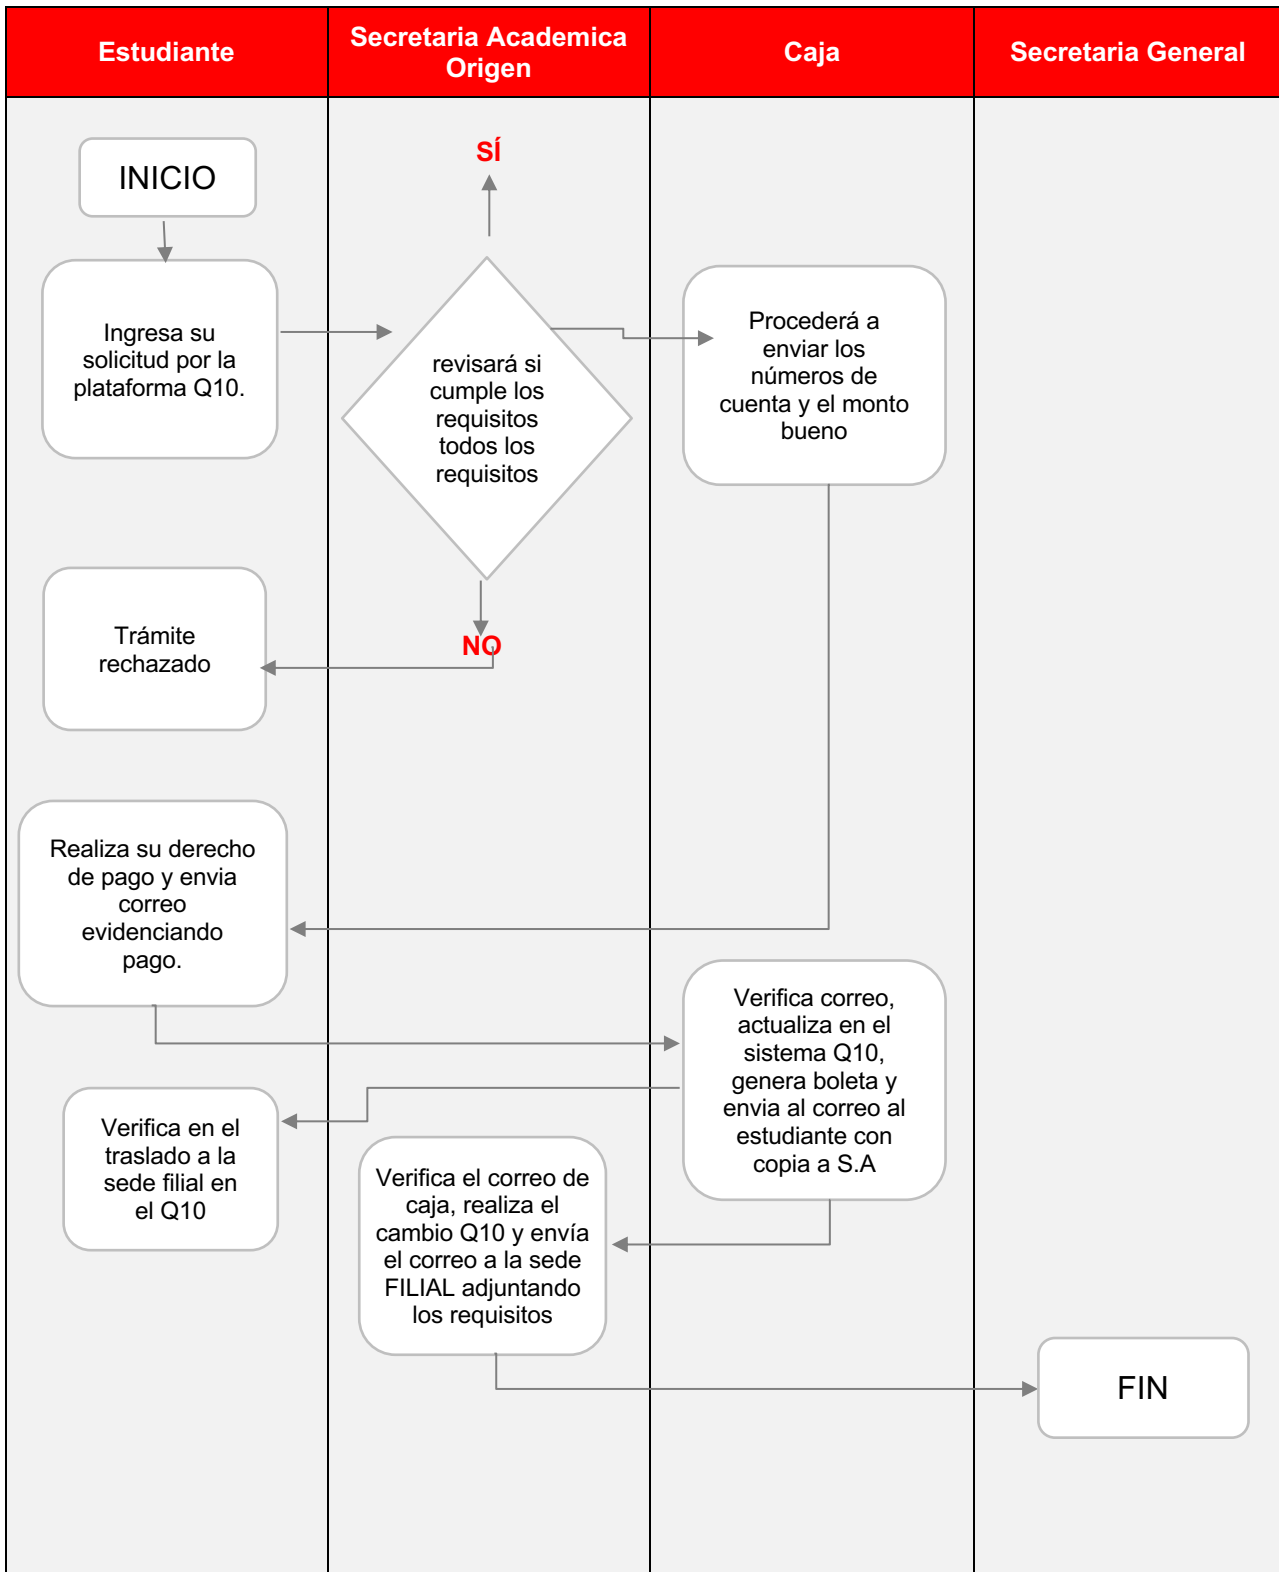 Estudiante
Secretaria Academica
Origen
Caja
Secretaria General
INICIO
SÍ
Ingresa su
solicitud por la
plataforma Q10.
revisará si
cumple los
requisitos
todos los
requisitos
Procederá a
enviar los
números de
cuenta y el monto
bueno
Trámite
rechazado
NO
Realiza su derecho
de pago y envia
correo
evidenciando
pago.
Verifica correo,
actualiza en el
sistema Q10,
genera boleta y
envia al correo al
estudiante con
copia a S.A
Verifica en el
traslado a la
sede filial en
el Q10
Verifica el correo de
caja, realiza el
cambio Q10 y envía
el correo a la sede
FILIAL adjuntando
los requisitos
FIN